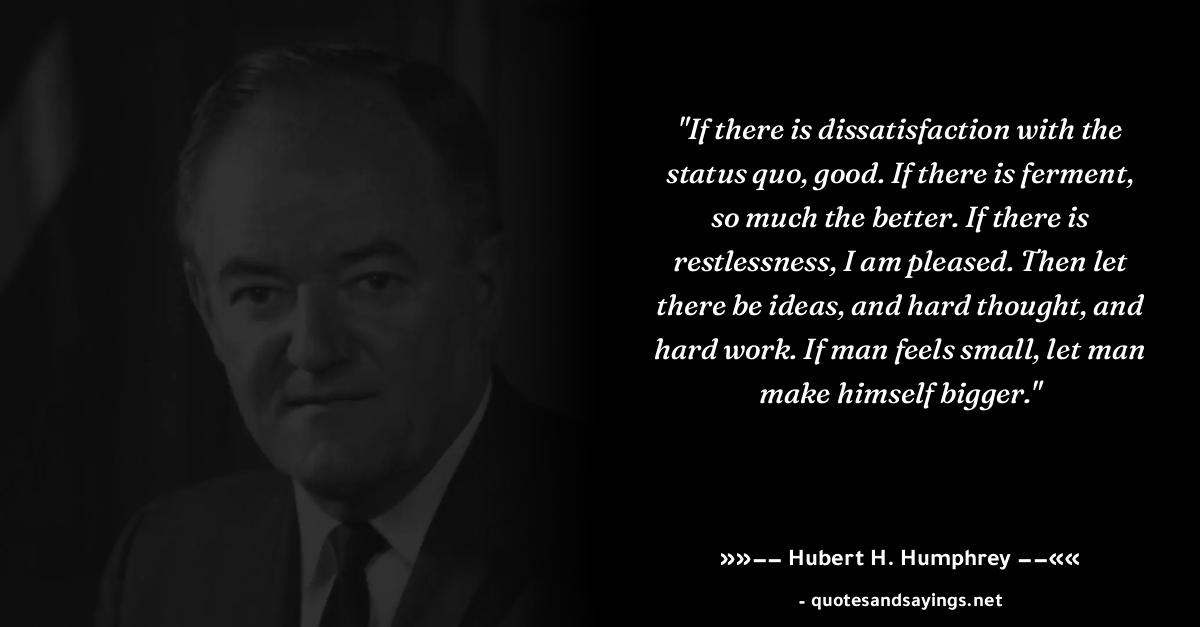 "If there is dissatisfaction with the
status quo, good. If there is ferment,
so much the better. If there is
restlessness, I am pleased. Then let
there be ideas, and hard thought, and
hard work. If man feels small, let man
make himself bigger."
»»−− Hubert H. Humphrey −−««
- quotesandsayings.net